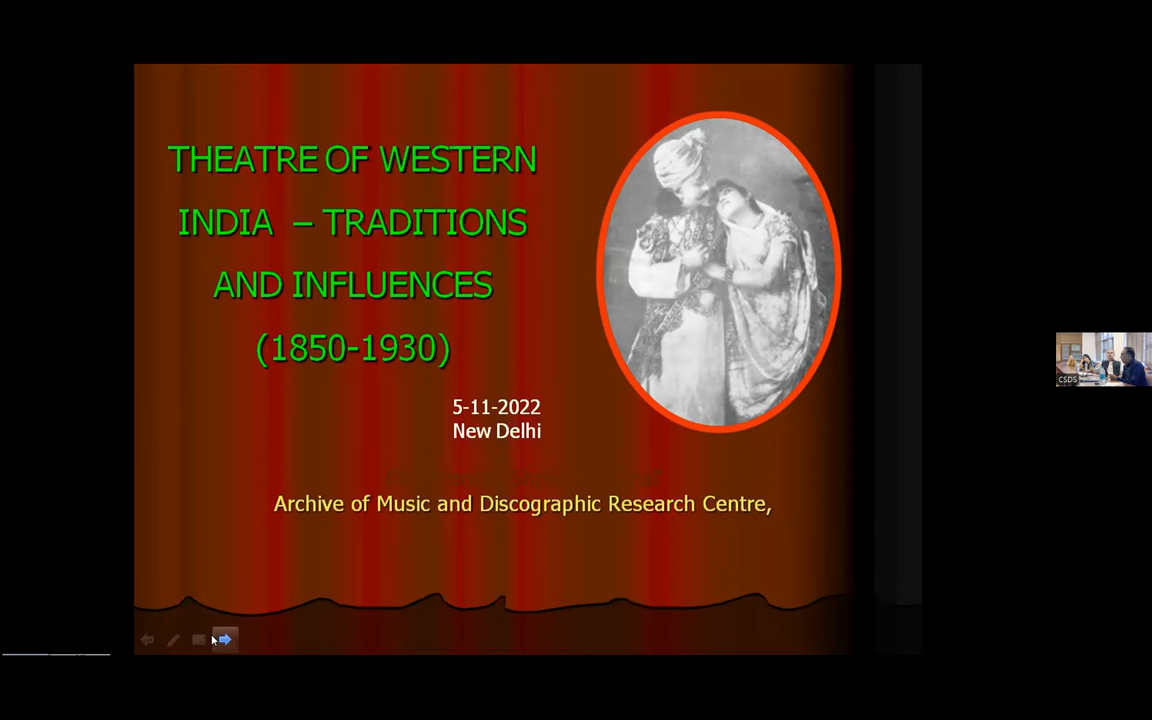 THEATRE OF WESTERN
INDIA – TRADITIONS
AND INFLUENCES
(1850-1930)
5-11-2022
New Delhi
Archive of Music and Discographic Research Centre,
CSDS